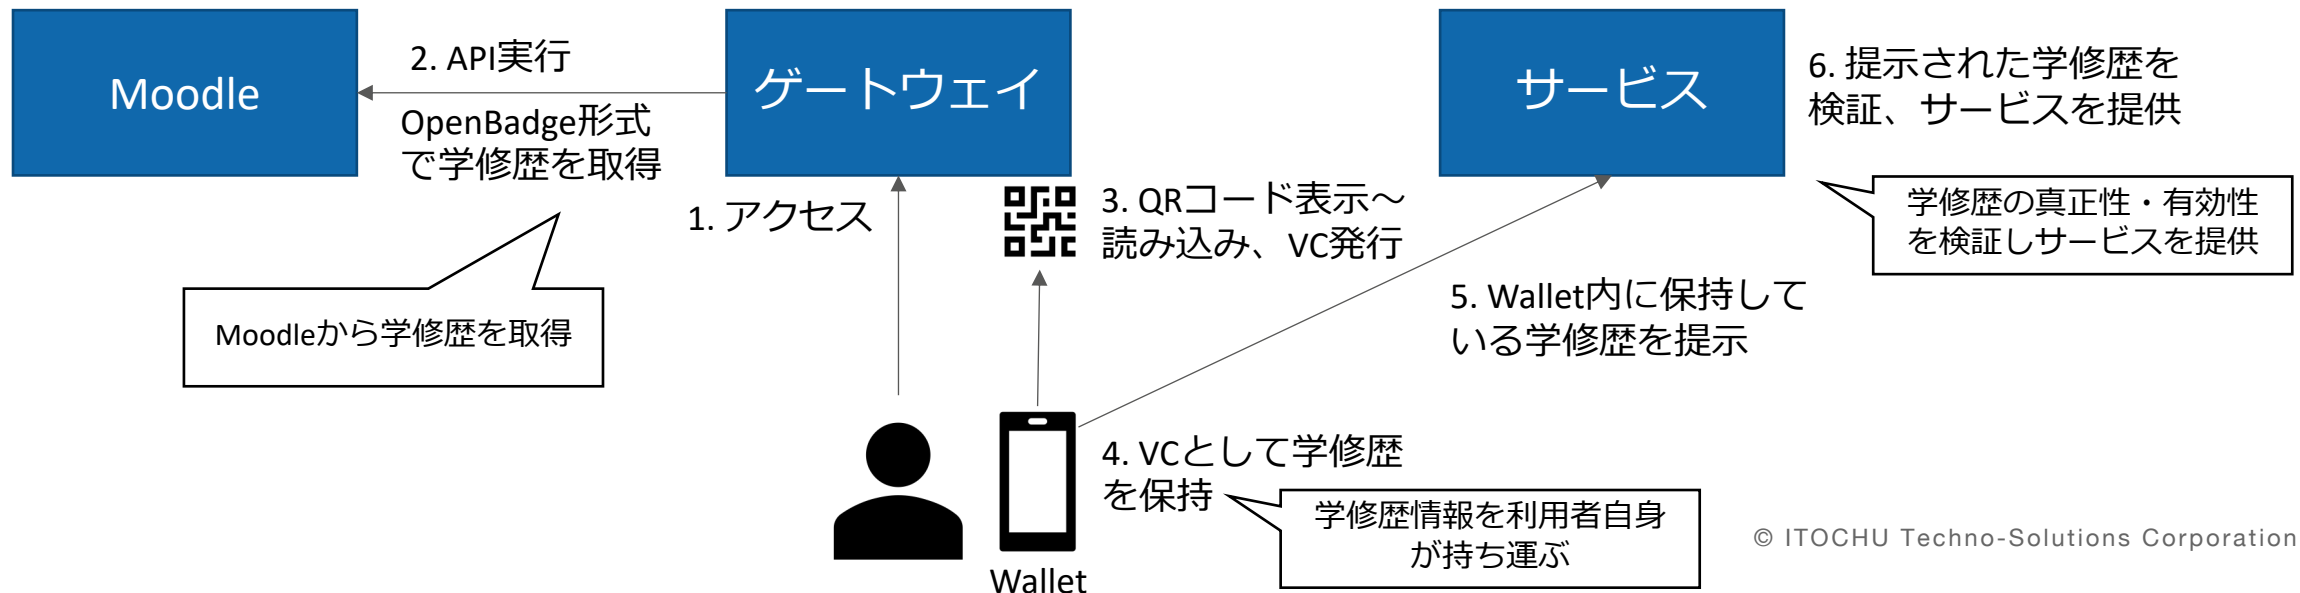 Moodle
2. API実行
OpenBadge形式
で学修歴を取得
ゲートウェイ
サービス
6. 提示された学修歴を
検証、サービスを提供
1. アクセス
3. QRコード表示～
読み込み、VC発行
学修歴の真正性・有効性
を検証しサービスを提供
Moodleから学修歴を取得
5. Wallet内に保持して
いる学修歴を提示
4. VCとして学修歴
を保持
学修歴情報を利用者自身
が持ち運ぶ
Wallet
© ITOCHU Techno-Solutions Corporation